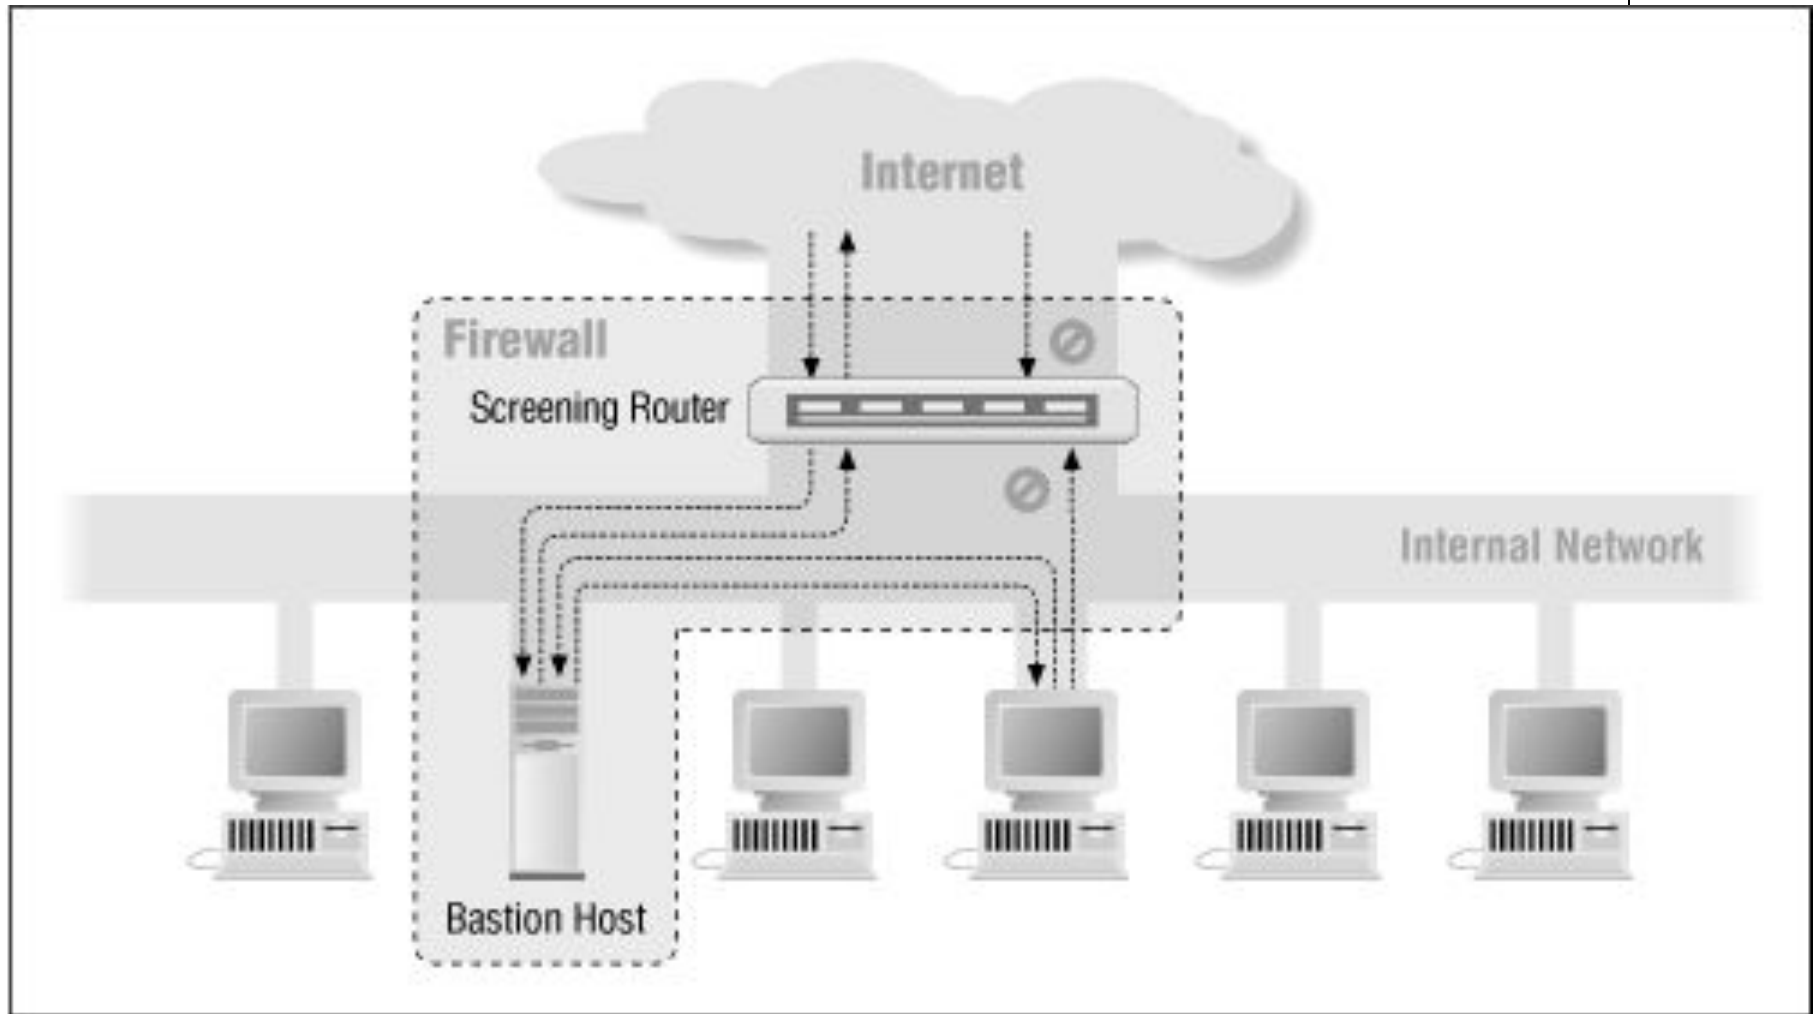 Internet
Firewall
Screening Router
Internal Network
Bastion Host